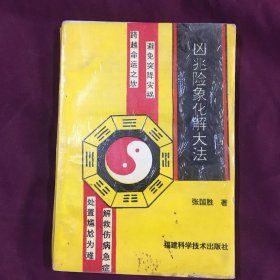 凶兆险象化解大法
张国胜 著
避免突降灾祸
跨越命运之坎
解救伤病急症
处置尴尬为难
福建科学技术出版社